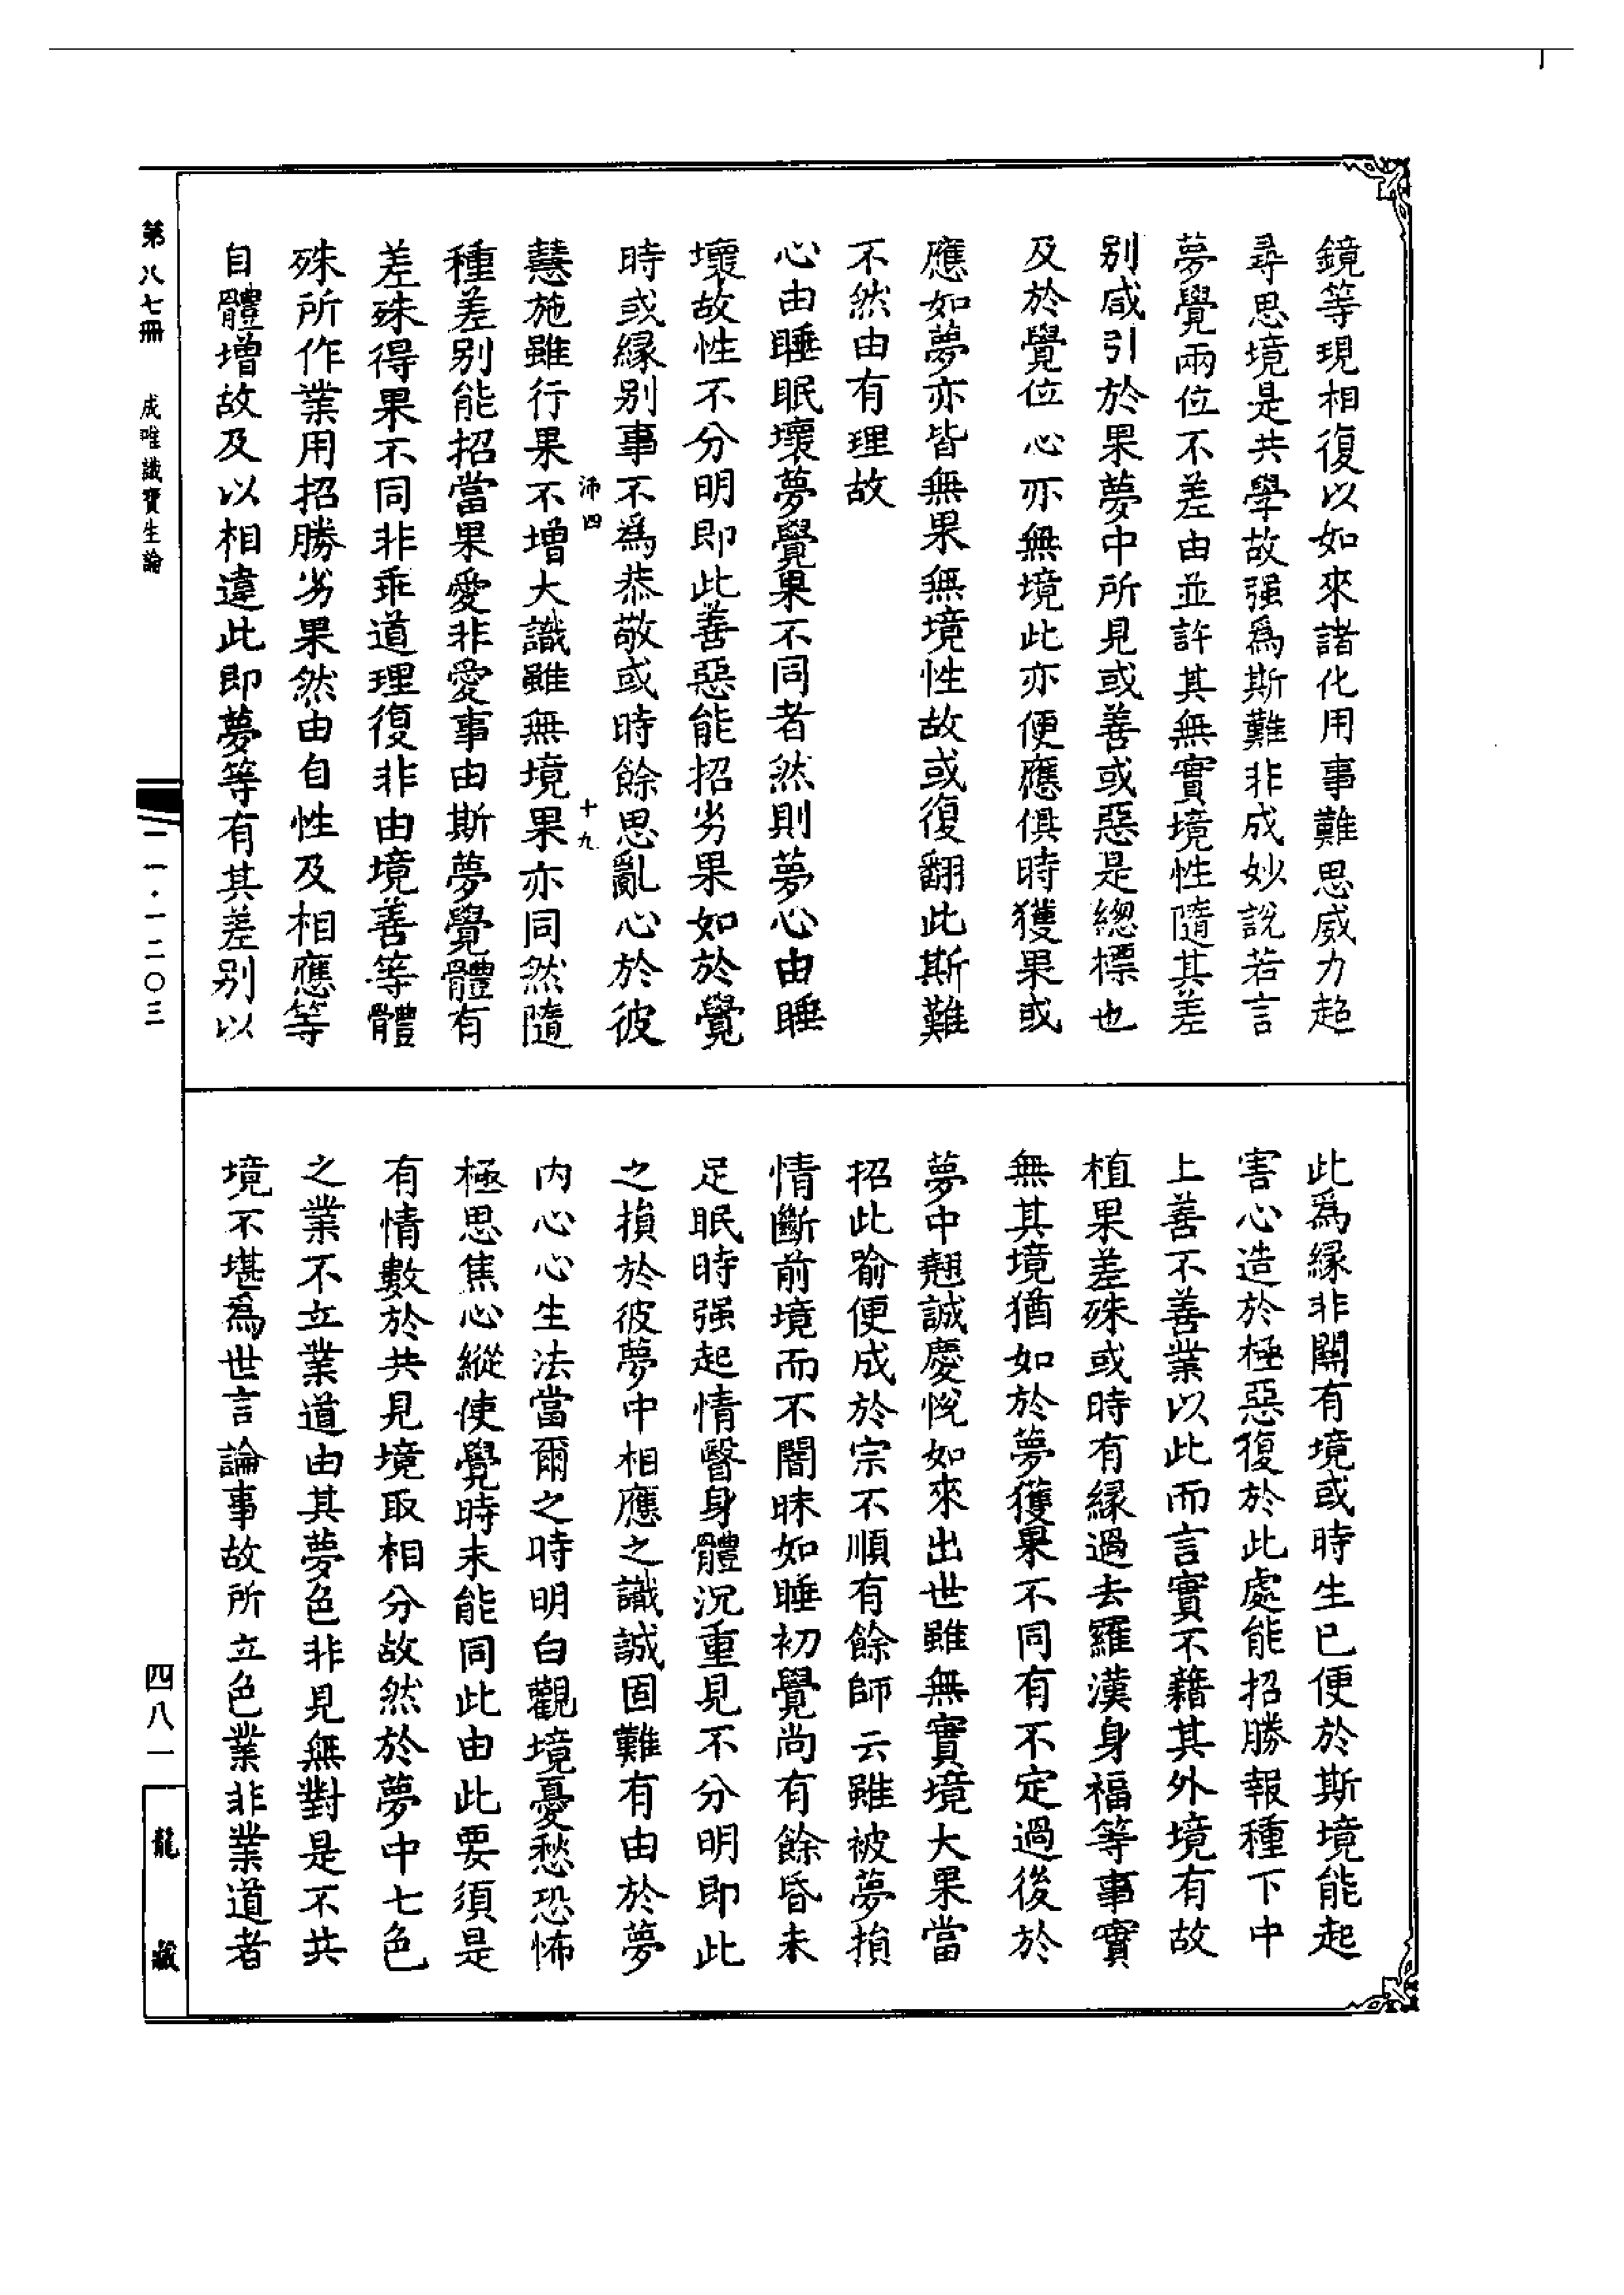 鏡等現相復以如來諸化用事難思威力超
尋思境是共學故强爲斯難非成妙說若言
夢覺兩位不差由並許其無實境性隨其差
别咸引於果夢中所見或善或惡是總標也
及於覺位心亦無境此亦便應俱時獲果或
應如夢亦皆無果無境性故或復翻此斯難
不然由有理故
心由睡眠壞夢覺果不同者然則夢心由睡
壞故性不分明即此善惡能招劣果如於覺
時或緣别事不爲恭敬或時餘思亂心於彼
沛四
十九
慧施雖行果不增大識雖無境果亦同然隨
種差别能招當果愛非愛事由斯夢覺體有
差殊得果不同非乖道理復非由境善等體
殊所作業用招勝劣果然由自性及相應等
自體增故及以相違此即夢等有其差别以
此爲緣非關有境或時生已便於斯境能起
害心造於極惡復於此處能招勝報種下中
上善不善業以此而言實不藉其外境有故
植果差殊或時有緣過去羅漢身福等事實
無其境猶如於夢獲果不同有不定過後於
夢中翹誠慶悅如來出世雖無實境大果當
招此喻便成於宗不順有餘師云雖被夢損
情斷前境而不闇昧如睡初覺尚有餘昏未
足眠時强起情瞖身體況重見不分明即此
之損於彼夢中相應之識誠固難有由於夢
内心心生法當爾之時明白觀境憂愁恐怖
極思焦心縱使覺時未能同此由此要須是
有情數於共見境取相分故然於夢中七色
之業不立業道由其夢色非見無對是不共
境不堪爲世言論事故所立色業非業道者
第八七冊
成唯識寶生論
二一·一二〇三
四八一
龍藏